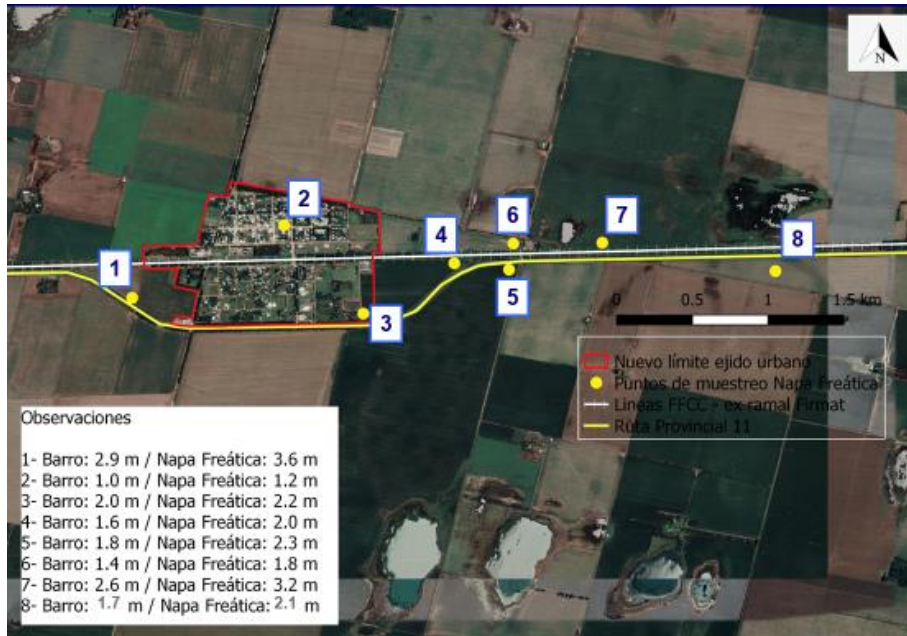 N
2
6
7
4
8
1
5
3
0 0.5 1 1.5 km
Nuevo límite ejido urbano
Puntos de muestreo Napa Freática
Lineas FFCC - ex-ramal Firmat
Ruta Provincial 11
Observaciones
1- Barro: 2.9 m / Napa Freática: 3.6 m
2- Barro: 1.0 m / Napa Freática: 1.2 m
3- Barro: 2.0 m / Napa Freática: 2.2 m
4- Barro: 1.6 m / Napa Freática: 2.0 m
5- Barro: 1.8 m / Napa Freática: 2.3 m
6- Barro: 1.4 m / Napa Freática: 1.8 m
7- Barro: 2.6 m / Napa Freática: 3.2 m
8- Barro: 1.7 m / Napa Freática: 2.1 m